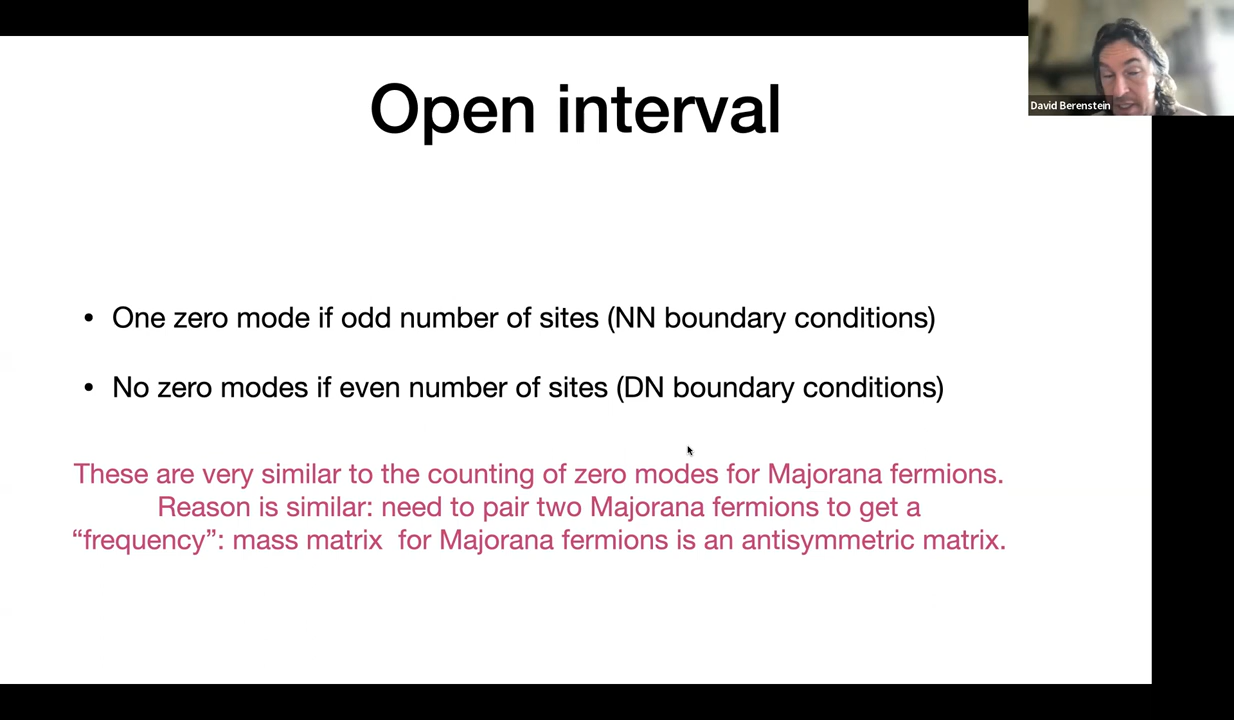 Open interval
David Berenstein
• One zero mode if odd number of sites (NN boundary conditions)
• No zero modes if even number of sites (DN boundary conditions)
These are very similar to the counting of zero modes for Majorana fermions.
Reason is similar: need to pair two Majorana fermions to get a
“frequency”: mass matrix for Majorana fermions is an antisymmetric matrix.